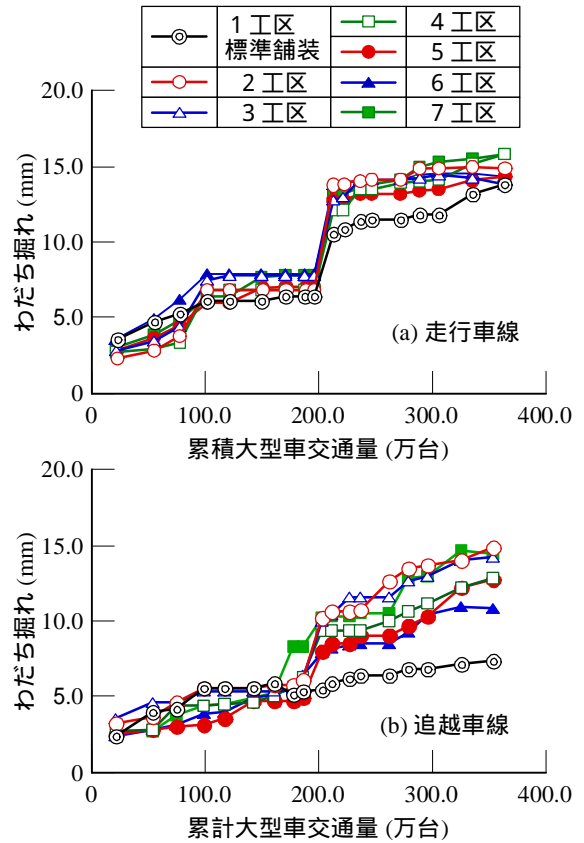 1 工区
標準舗装
4 工区
5 工区
2 工区
6 工区
3 工区
7 工区
20.0
15.0
10.0
5.0
0
わだち掘れ (mm)
(a) 走行車線
0
100.0
200.0
300.0
400.0
累積大型車交通量 (万台)
20.0
15.0
10.0
5.0
0
わだち掘れ (mm)
(b) 追越車線
0
100.0
200.0
300.0
400.0
累計大型車交通量 (万台)